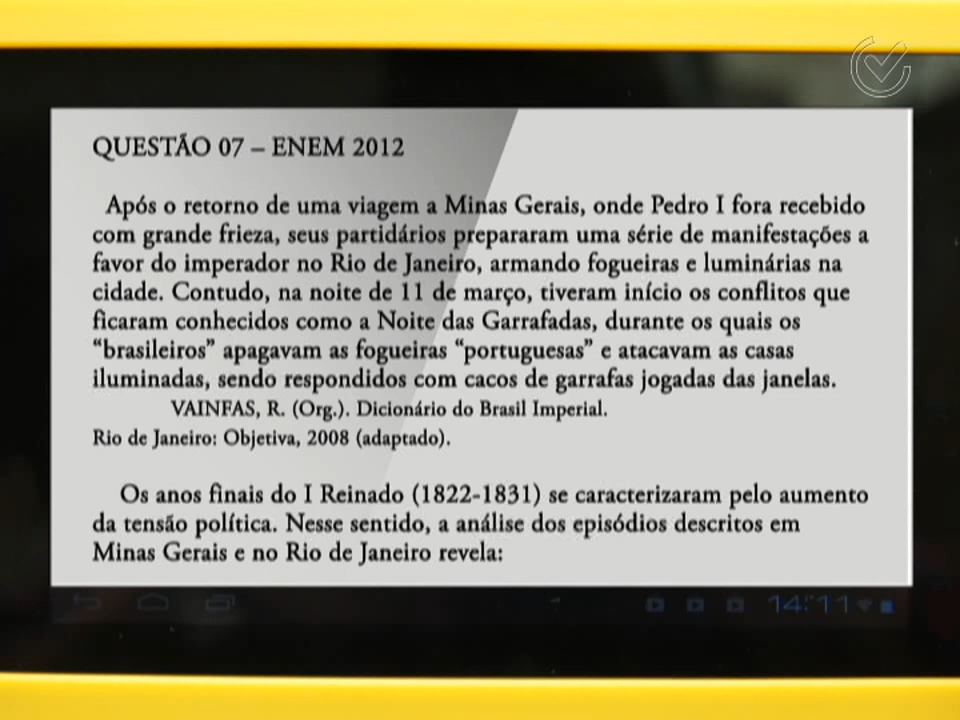 QUESTÃO 07 – ENEM 2012
Após o retorno de uma viagem a Minas Gerais, onde Pedro I fora recebido
com grande frieza, seus partidários prepararam uma série de manifestações a
favor do imperador no Rio de Janeiro, armando fogueiras e luminárias na
cidade. Contudo, na noite de 11 de março, tiveram início os conflitos que
ficaram conhecidos como a Noite das Garrafadas, durante os quais os
“brasileiros” apagavam as fogueiras “portuguesas” e atacavam as casas
iluminadas, sendo respondidos com cacos de garrafas jogadas das janelas.
VAINFAS, R. (Org.). Dicionário do Brasil Imperial.
Rio de Janeiro: Objetiva, 2008 (adaptado).
Os anos finais do I Reinado (1822-1831) se caracterizaram pelo aumento
da tensão política. Nesse sentido, a análise dos episódios descritos em
Minas Gerais e no Rio de Janeiro revela:
14:11